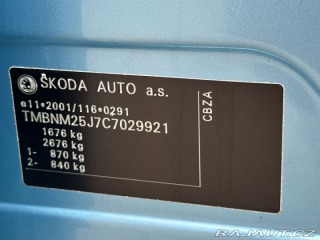 ŠKODA AUTO a.s.
e11*2001/116*0291
TMBNM25J7C7029921
1676 kg
2676 kg
1- 870 kg
2- 840 kg
CBZA
RAJAUT.CZ